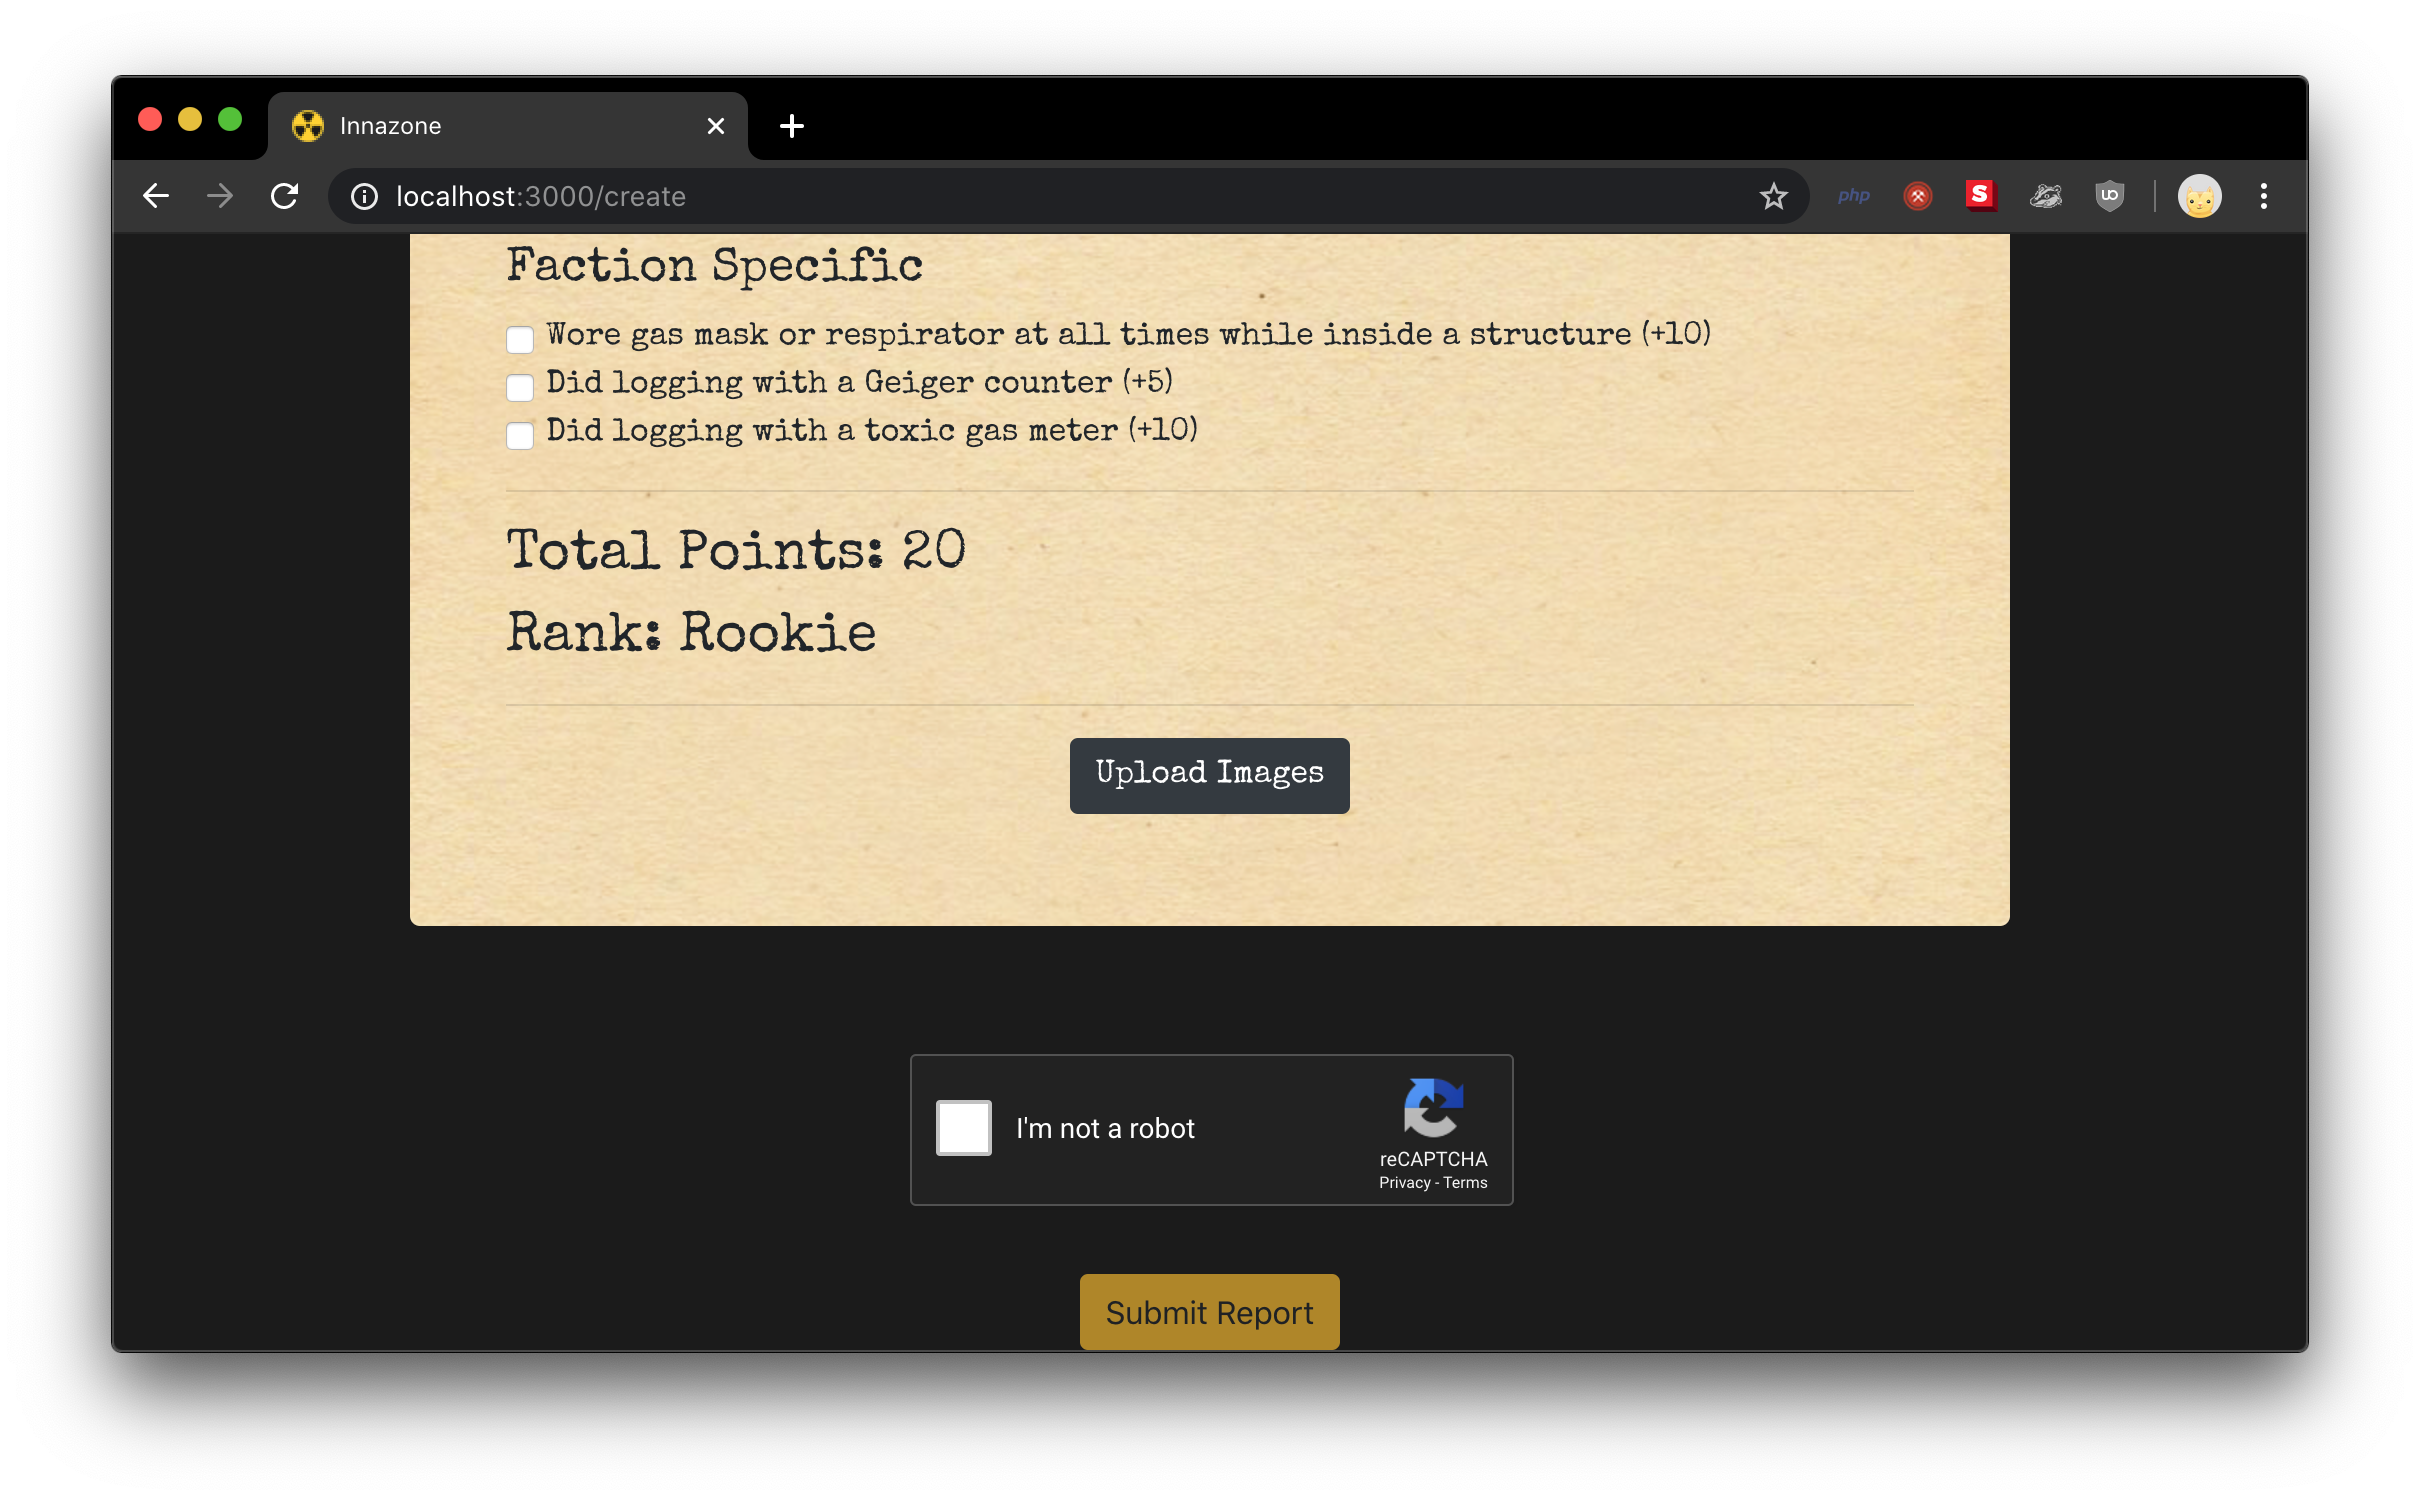 Innazone
localhost:3000/create
php
S
Faction Specific
Wore gas mask or respirator at all times while inside a structure (+10)
Did logging with a Geiger counter (+5)
Did logging with a toxic gas meter (+10)
Total Points: 20
Rank: Rookie
Upload Images
I'm not a robot
reCAPTCHA
Privacy - Terms
Submit Report